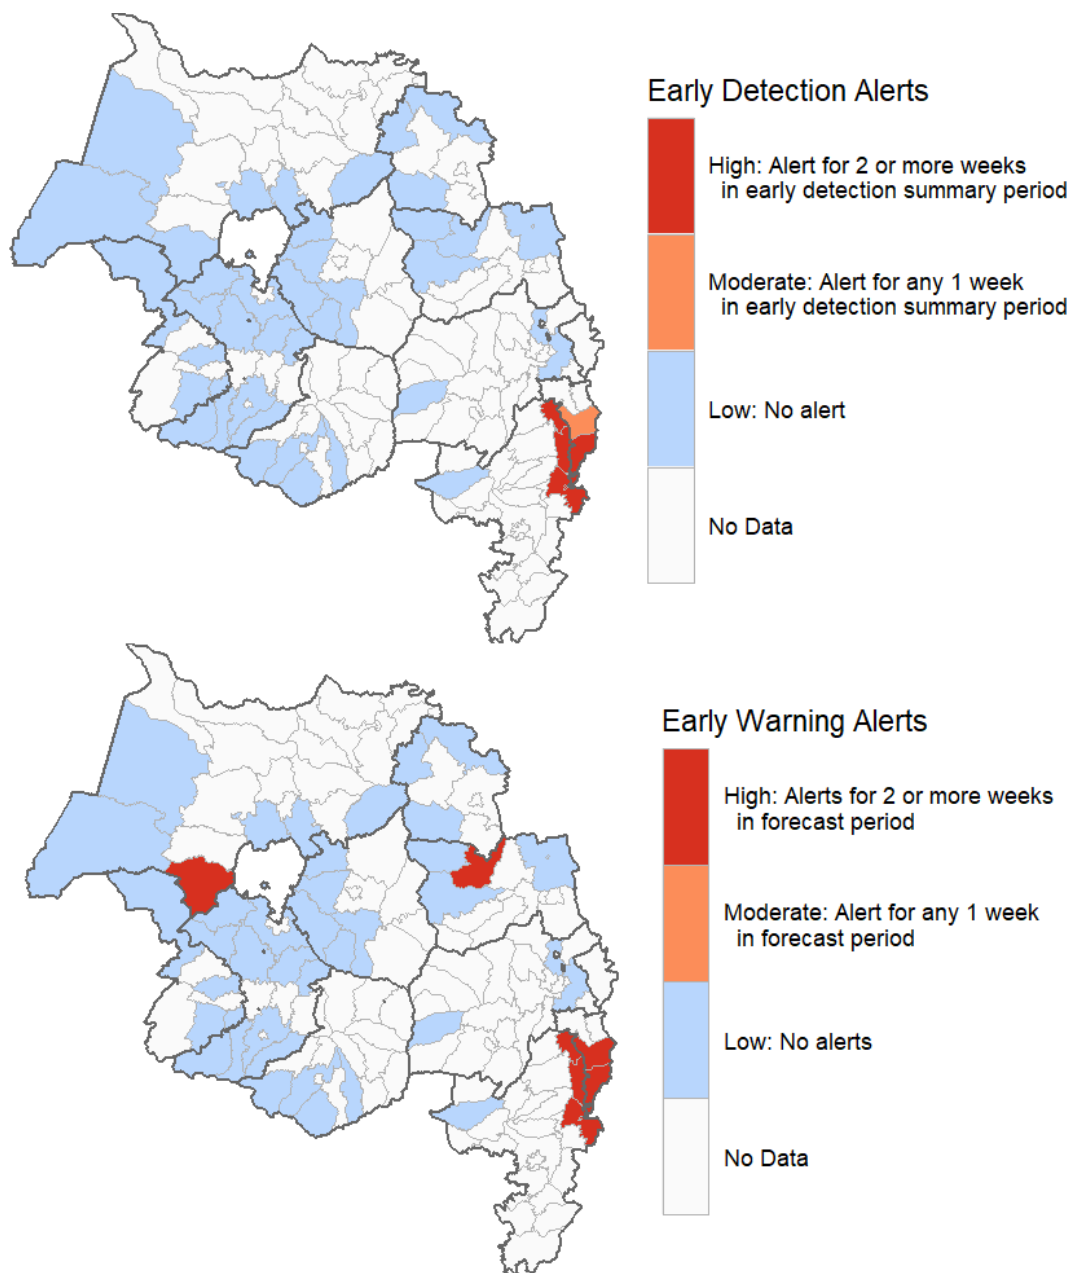 Early Detection Alerts
High: Alert for 2 or more weeks
in early detection summary period
Moderate: Alert for any 1 week
in early detection summary period
Low: No alert
No Data
Early Warning Alerts
High: Alerts for 2 or more weeks
in forecast period
Moderate: Alert for any 1 week
in forecast period
Low: No alerts
No Data